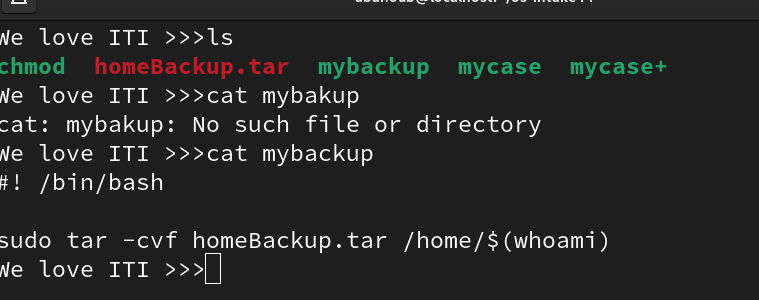 We love ITI >>>ls
chmod homeBackup.tar mybackup mycase mycase+
We love ITI >>>cat mybakup
cat: mybakup: No such file or directory
We love ITI >>>cat mybackup
#! /bin/bash
sudo tar -cvf homeBackup.tar /home/$(whoami)
We love ITI >>>